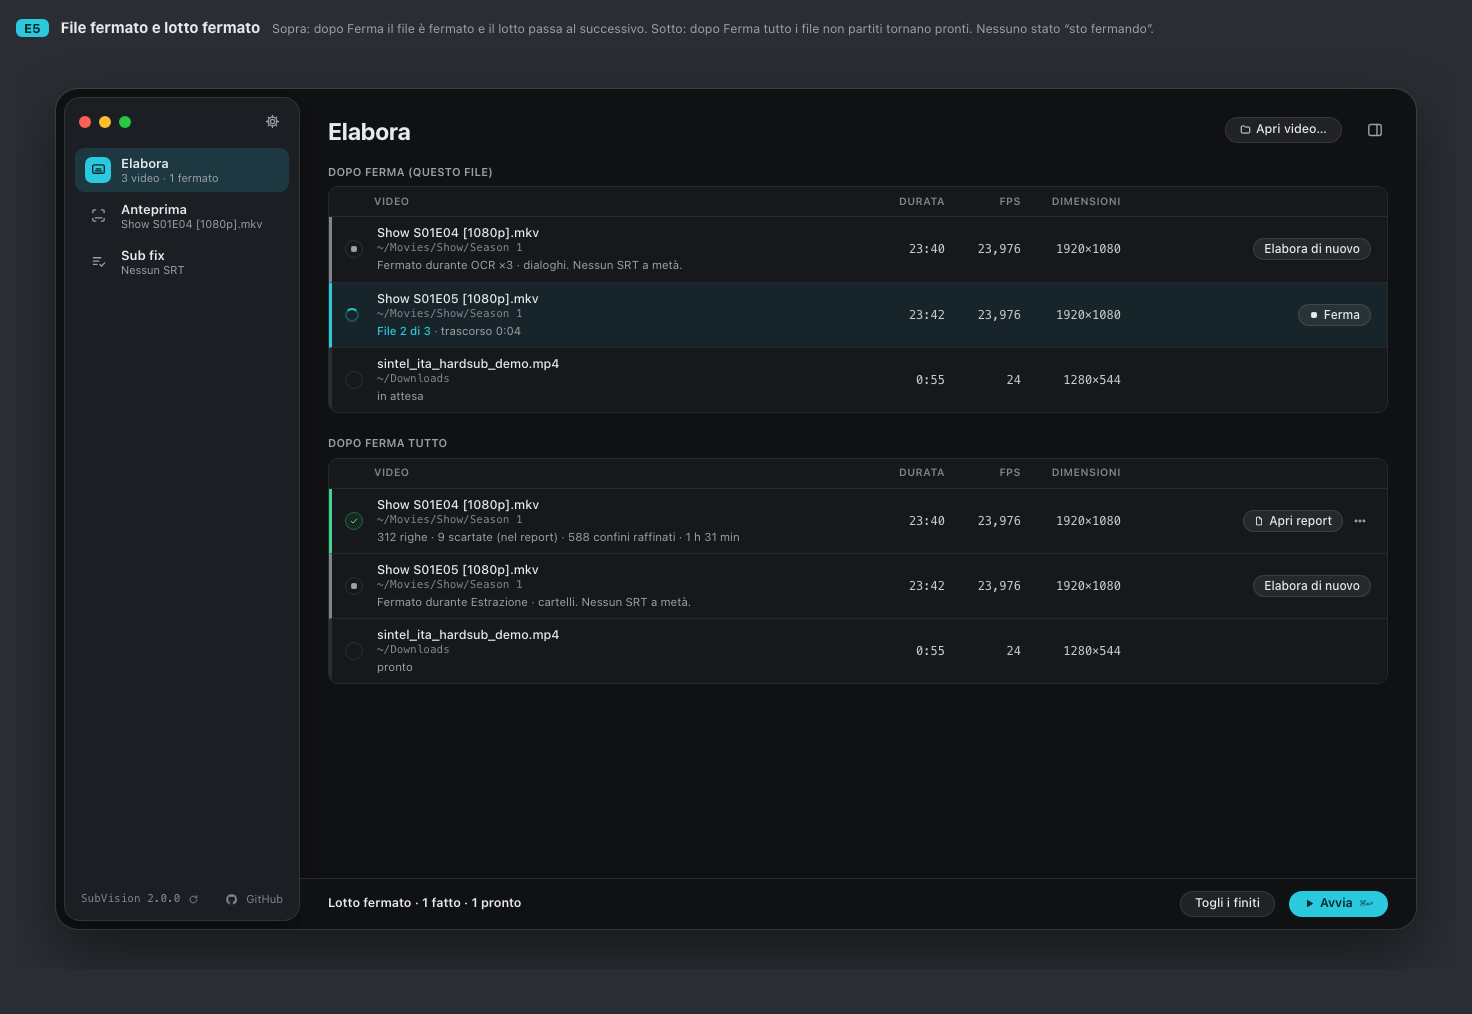 E5 File fermato e lotto fermato Sopra: dopo Ferma il file è fermato e il lotto passa al successivo. Sotto: dopo Ferma tutto i file non partiti tornano pronti. Nessuno stato “sto fermando”.
Elabora
3 video · 1 fermato
Anteprima
Show S01E04 [1080p].mkv
Sub fix
Nessun SRT
SubVision 2.0.0
GitHub
Elabora
Apri video…
DOPO FERMA (QUESTO FILE)
VIDEO DURATA FPS DIMENSIONI
Show S01E04 [1080p].mkv
~/Movies/Show/Season 1
Fermato durante OCR ×3 · dialoghi. Nessun SRT a metà.
23:40 23,976 1920×1080 Elabora di nuovo
Show S01E05 [1080p].mkv
~/Movies/Show/Season 1
File 2 di 3 · trascorso 0:04
23:42 23,976 1920×1080 Ferma
sintel_ita_hardsub_demo.mp4
~/Downloads
in attesa
0:55 24 1280×544
DOPO FERMA TUTTO
VIDEO DURATA FPS DIMENSIONI
Show S01E04 [1080p].mkv
~/Movies/Show/Season 1
312 righe · 9 scartate (nel report) · 588 confini raffinati · 1 h 31 min
23:40 23,976 1920×1080 Apri report
Show S01E05 [1080p].mkv
~/Movies/Show/Season 1
Fermato durante Estrazione · cartelli. Nessun SRT a metà.
23:42 23,976 1920×1080 Elabora di nuovo
sintel_ita_hardsub_demo.mp4
~/Downloads
pronto
0:55 24 1280×544
Lotto fermato · 1 fatto · 1 pronto
Togli i finiti
Avvia ⌘↩